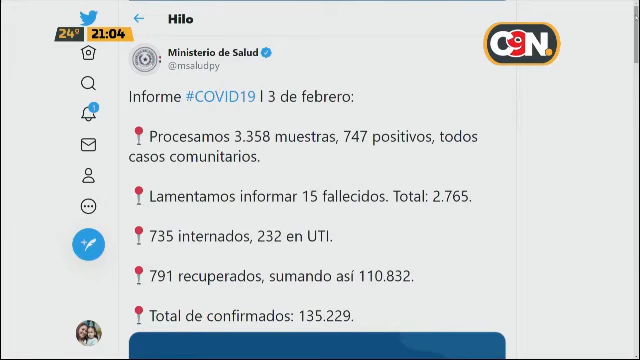 24° 21:04
Hilo
C9N.
Ministerio de Salud
@msaludpy
Informe #COVID19 l 3 de febrero:
1
Procesamos 3.358 muestras, 747 positivos, todos
casos comunitarios.
Lamentamos informar 15 fallecidos. Total: 2.765.
735 internados, 232 en UTI.
791 recuperados, sumando así 110.832.
Total de confirmados: 135.229.